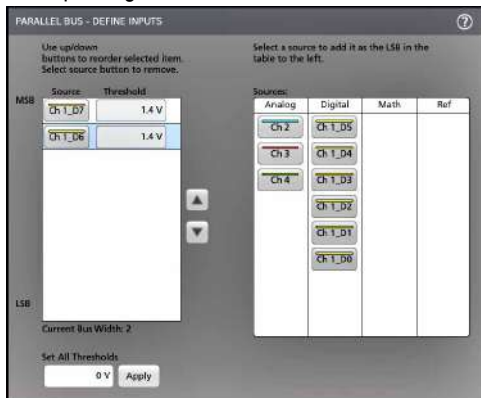 PARALLEL BUS - DEFINE INPUTS
?
Use up/down
buttons to reorder selected item.
Select source button to remove.
Select a source to add it as the LSB in the
table to the left.
Source Threshold
MSB
Ch 1_D7 1.4 V
Ch 1_D6 1.4 V
LSB
Current Bus Width: 2
Set All Thresholds
0 V Apply
Sources:
Analog Digital Math Ref
Ch 2 Ch 1_D5
Ch 3 Ch 1_D4
Ch 4 Ch 1_D3
Ch 1_D2
Ch 1_D1
Ch 1_D0